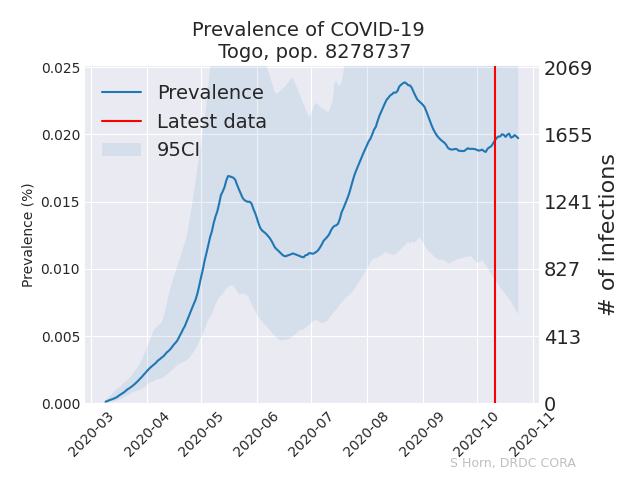 Prevalence of COVID-19
Togo, pop. 8278737
Prevalence
Latest data
95CI
Prevalence (%)
0.025
0.020
0.015
0.010
0.005
0.000
2069
1655
1241
827
413
0
# of infections
2020-03
2020-04
2020-05
2020-06
2020-07
2020-08
2020-09
2020-10
2020-11
S Horn, DRDC CORA